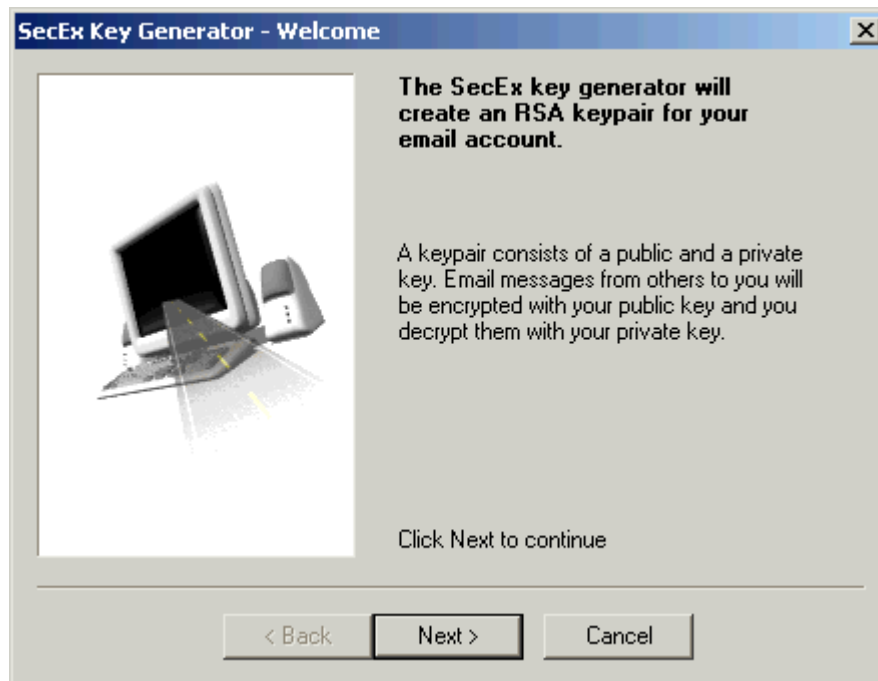 SecEx Key Generator - Welcome
The SecEx key generator will
create an RSA keypair for your
email account.
A keypair consists of a public and a private
key. Email messages from others to you will
be encrypted with your public key and you
decrypt them with your private key.
Click Next to continue
< Back
Next >
Cancel